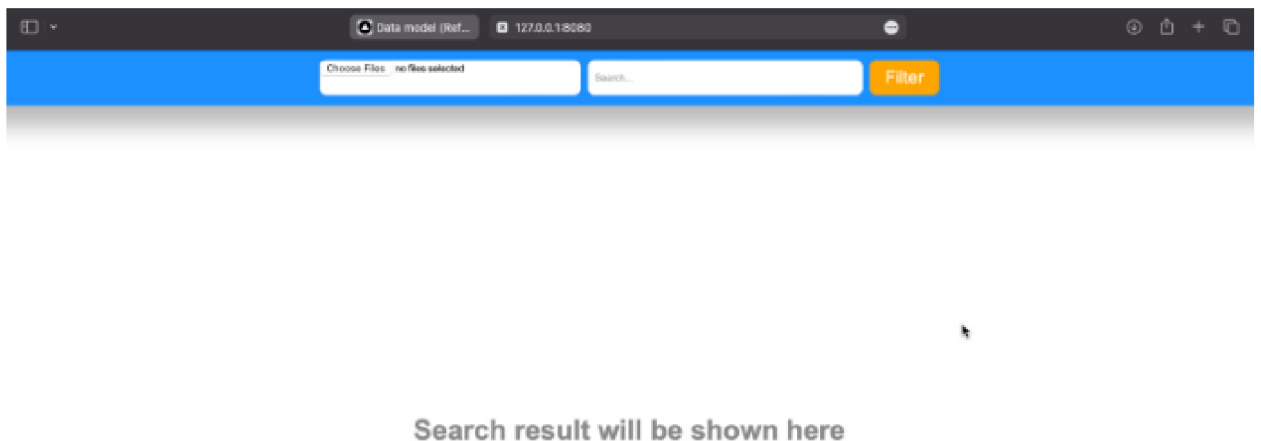 Data model (Ref... 127.0.0.1:8080
Choose Files no files selected Search... Filter
Search result will be shown here